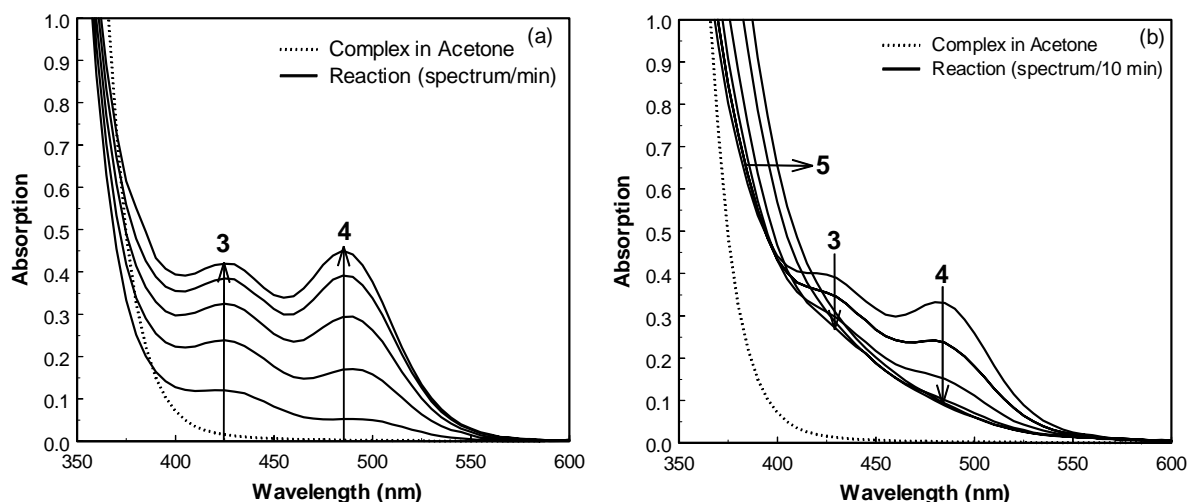 (a)
Complex in Acetone
Reaction (spectrum/min)
3
4
Absorption
1.0
0.9
0.8
0.7
0.6
0.5
0.4
0.3
0.2
0.1
0.0
350 400 450 500 550 600
Wavelength (nm)
(b)
Complex in Acetone
Reaction (spectrum/10 min)
5
3
4
Absorption
1.0
0.9
0.8
0.7
0.6
0.5
0.4
0.3
0.2
0.1
0.0
350 400 450 500 550 600
Wavelength (nm)